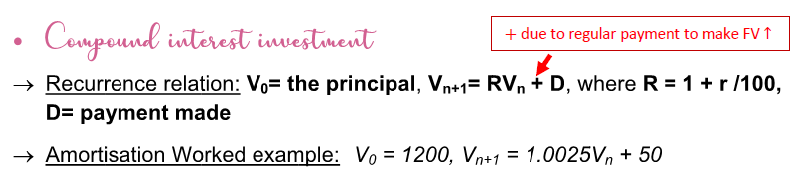 + due to regular payment to make FV ↑
• Compound interest investment
→ Recurrence relation: V₀= the principal, Vₙ₊₁= RVₙ + D, where R = 1 + r /100,
D= payment made
→ Amortisation Worked example: V₀ = 1200, Vₙ₊₁ = 1.0025Vₙ + 50